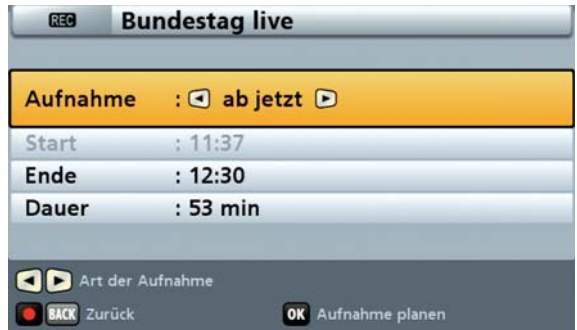 REC Bundestag live
Aufnahme : ab jetzt
Start : 11:37
Ende : 12:30
Dauer : 53 min
Art der Aufnahme
BACK Zurück OK Aufnahme planen